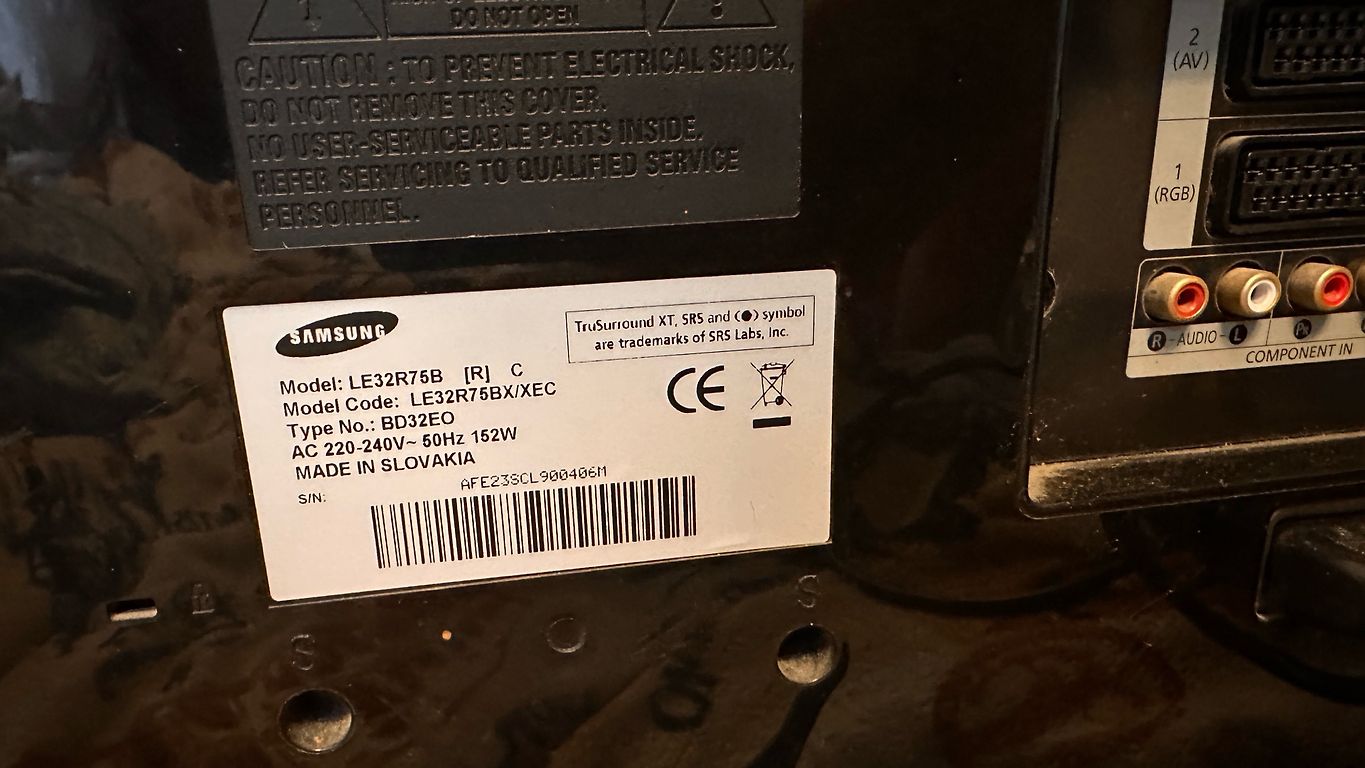 DO NOT OPEN
CAUTION : TO PREVENT ELECTRICAL SHOCK,
DO NOT REMOVE THIS COVER.
NO USER-SERVICEABLE PARTS INSIDE.
REFER SERVICING TO QUALIFIED SERVICE
PERSONNEL.
SAMSUNG
TruSurround XT, SRS and (●) symbol
are trademarks of SRS Labs, Inc.
Model: LE32R75B [R] C
Model Code: LE32R75BX/XEC
Type No.: BD32EO
AC 220-240V~ 50Hz 152W
MADE IN SLOVAKIA
CE
S/N:
AFE23SCL900406M
2
(AV)
1
(RGB)
R - AUDIO - L
PR
COMPONENT IN
S
S